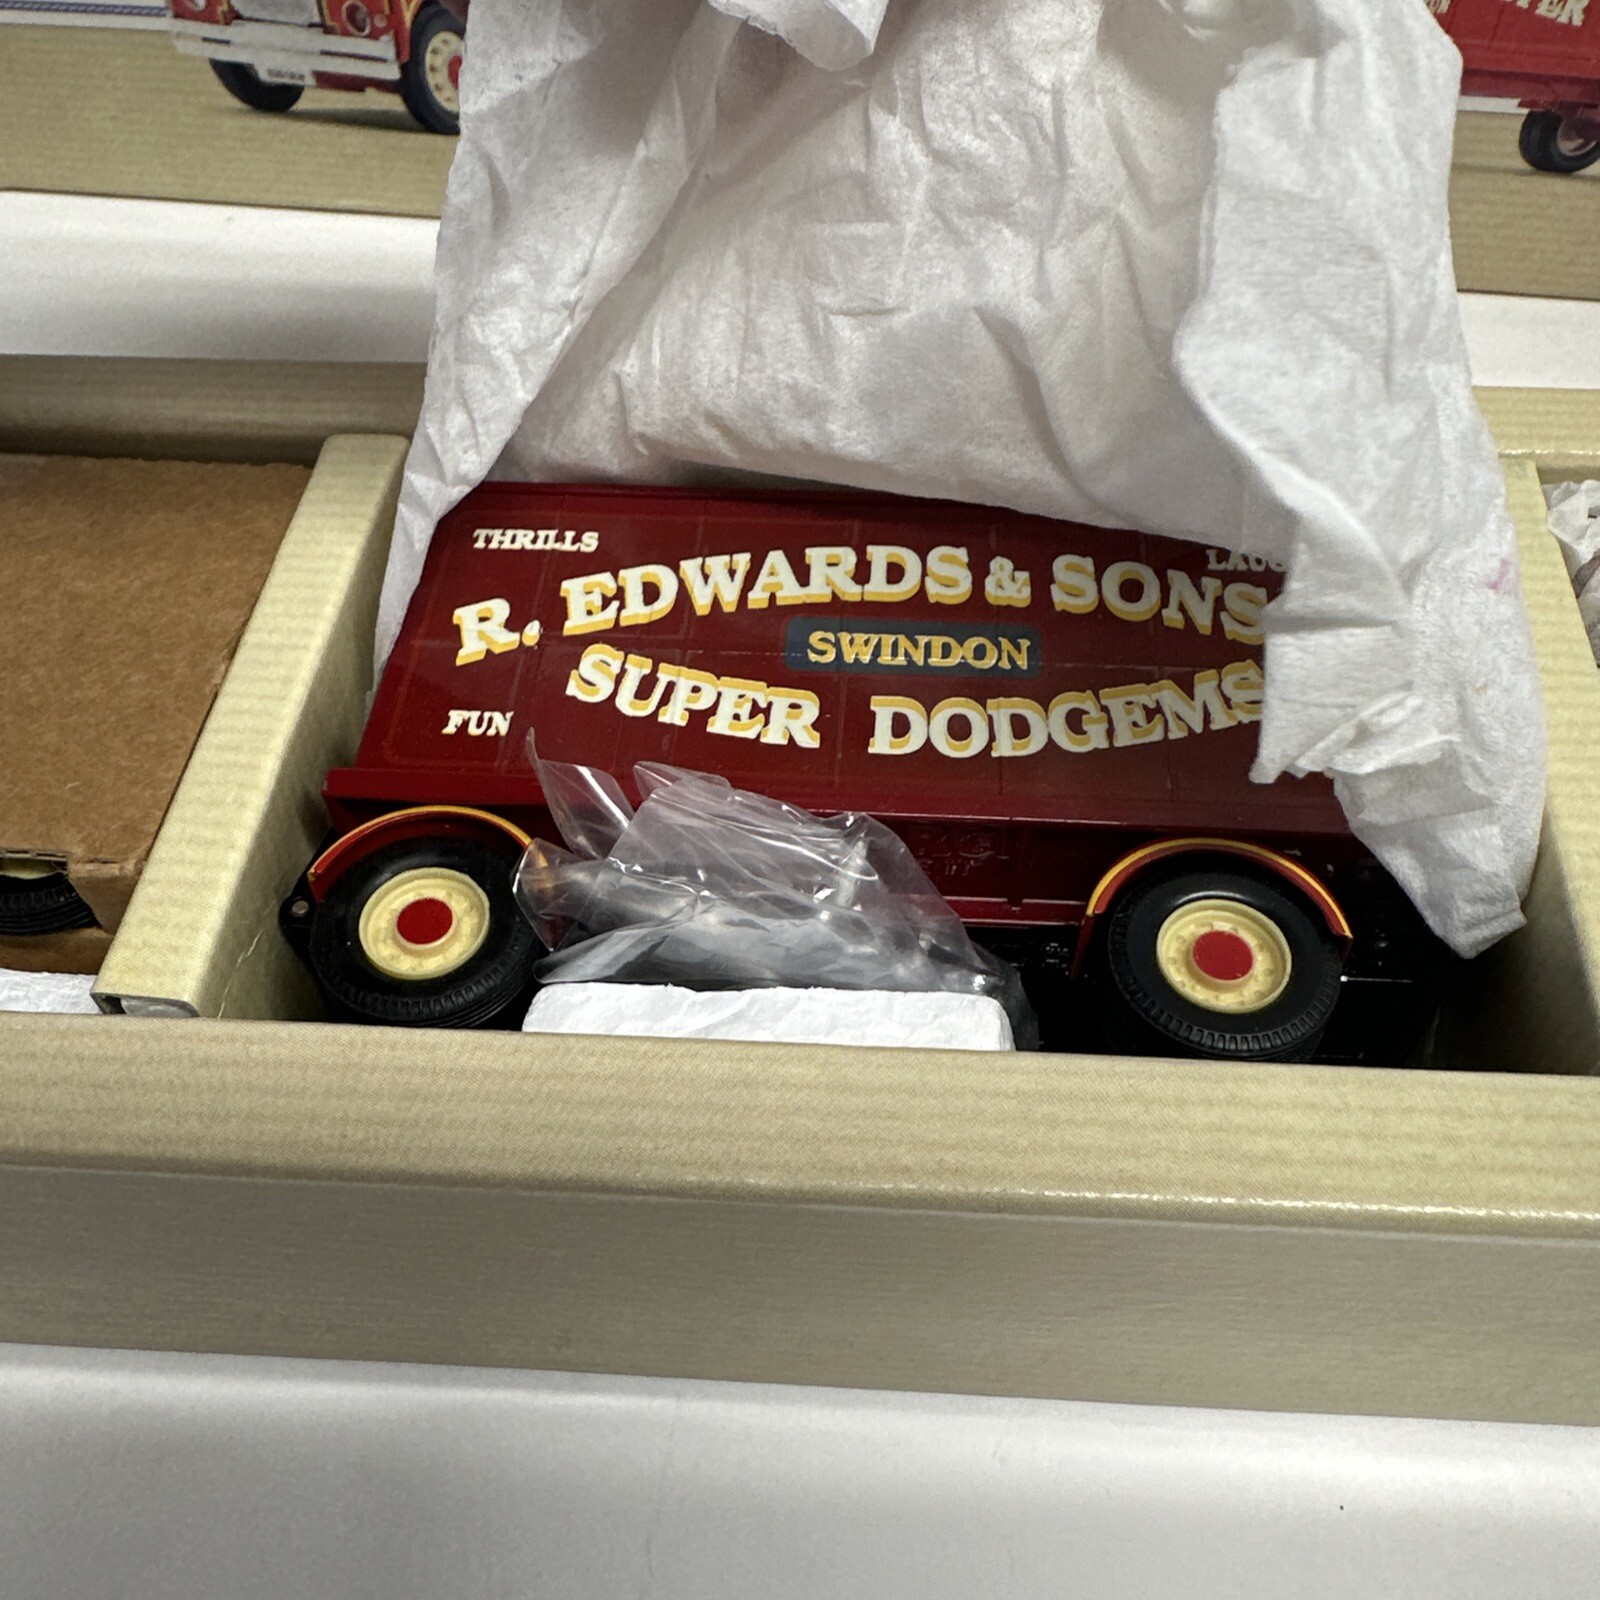 THRILLS
R. EDWARDS & SONS
SWINDON
SUPER DODGEMS
FUN